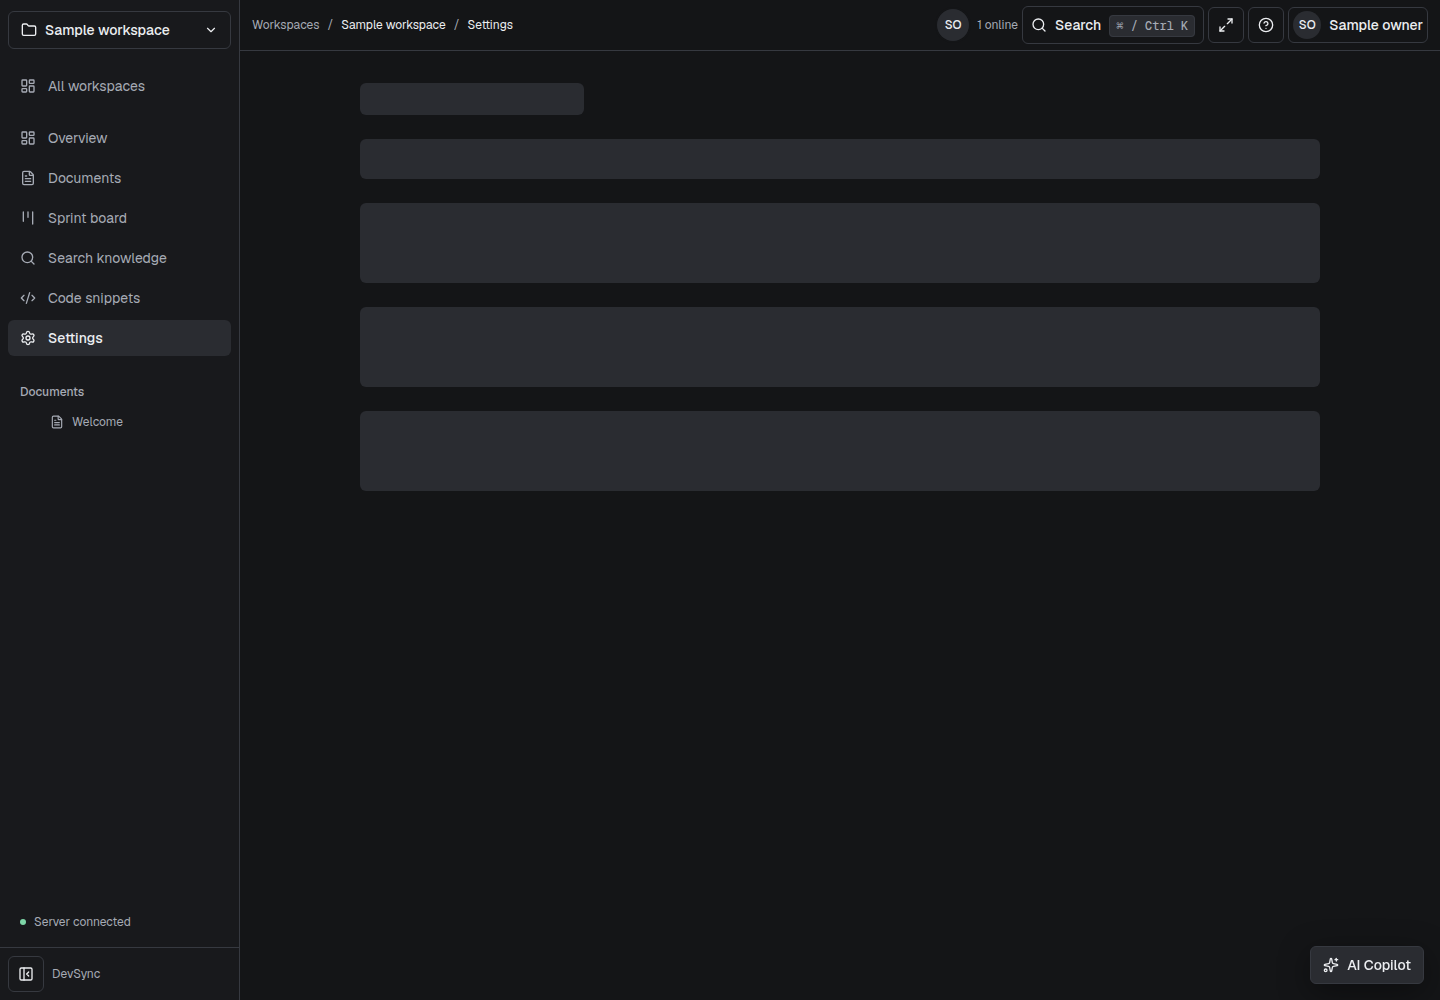 Sample workspace
All workspaces
Overview
Documents
Sprint board
Search knowledge
Code snippets
Settings
Documents
Welcome
Server connected
DevSync
Workspaces / Sample workspace / Settings
SO 1 online
Search ⌘ / Ctrl K
SO Sample owner
AI Copilot